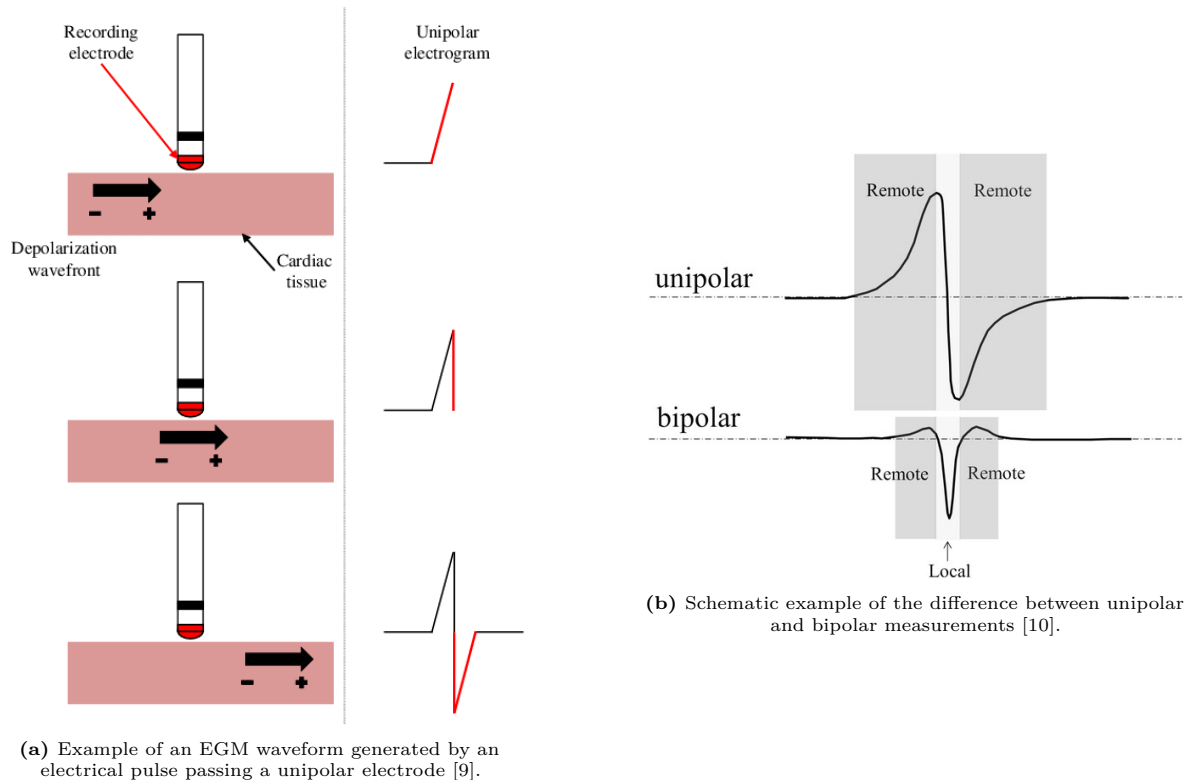 Recording
electrode
Unipolar
electrogram
- +
Depolarization
wavefront
Cardiac
tissue
- +
- +
(a) Example of an EGM waveform generated by an
electrical pulse passing a unipolar electrode [9].
Remote
Remote
unipolar
bipolar
Remote
Remote
Local
(b) Schematic example of the difference between unipolar
and bipolar measurements [10].